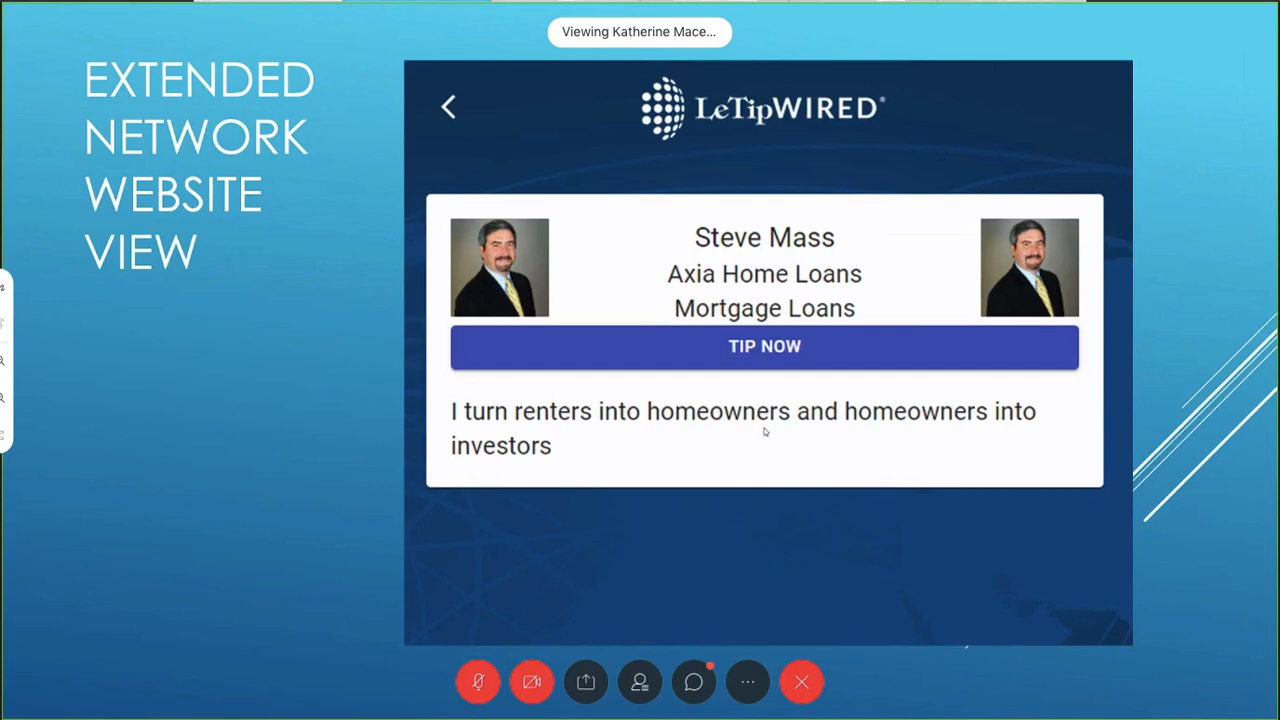 Viewing Katherine Mace...
EXTENDED
NETWORK
WEBSITE
VIEW
LeTipWIRED®
Steve Mass
Axia Home Loans
Mortgage Loans
TIP NOW
I turn renters into homeowners and homeowners into
investors